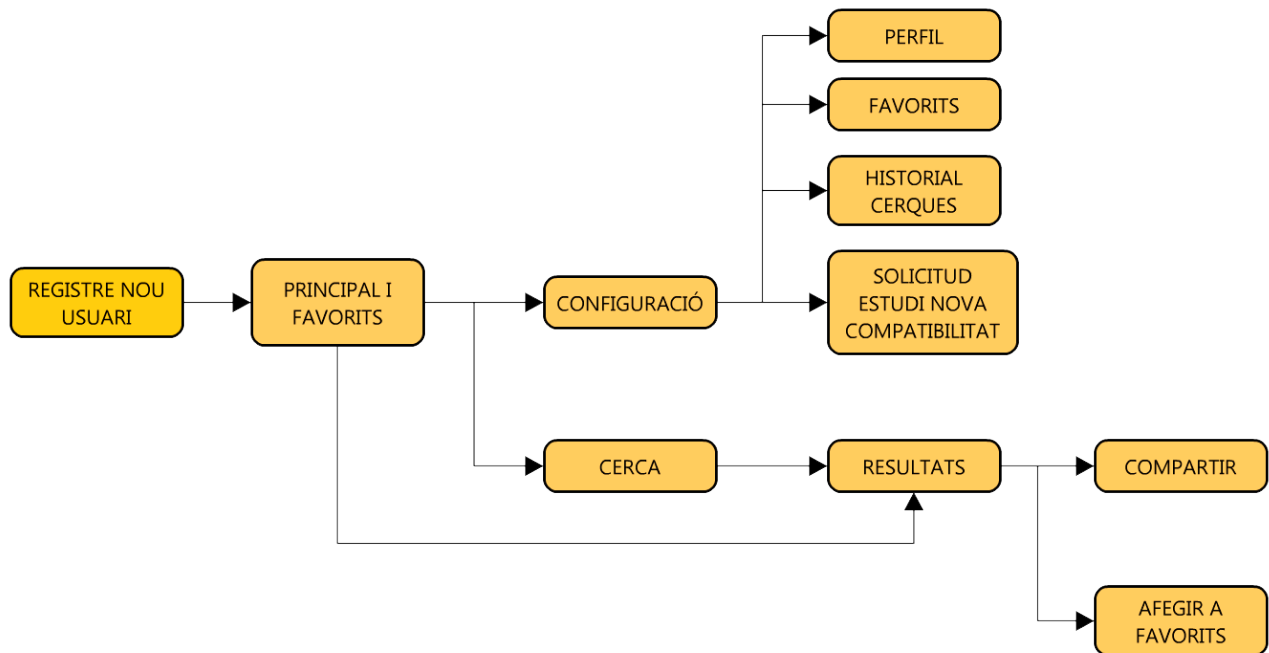 PERFIL
FAVORITS
HISTORIAL
CERQUES
REGISTRE NOU
USUARI
PRINCIPAL I
FAVORITS
CONFIGURACIÓ
SOLICITUD
ESTUDI NOVA
COMPATIBILITAT
CERCA
RESULTATS
COMPARTIR
AFEGIR A
FAVORITS